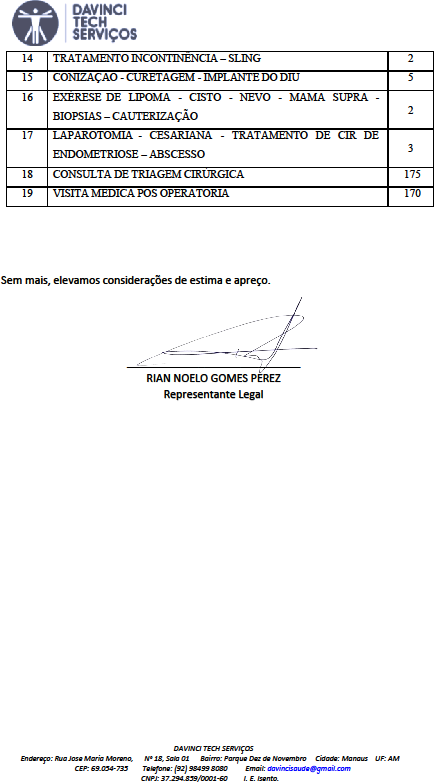 DAVINCI
TECH
SERVIÇOS
14 TRATAMENTO INCONTINÊNCIA – SLING 2
15 CONIZAÇAO - CURETAGEM - IMPLANTE DO DIU 5
16 EXÉRESE DE LIPOMA - CISTO - NEVO - MAMA SUPRA -
BIOPSIAS – CAUTERIZAÇÃO 2
17 LAPAROTOMIA - CESARIANA - TRATAMENTO DE CIR DE
ENDOMETRIOSE – ABSCESSO 3
18 CONSULTA DE TRIAGEM CIRÚRGICA 175
19 VISITA MEDICA POS OPERATORIA 170
Sem mais, elevamos considerações de estima e apreço.
RIAN NOELO GOMES PEREZ
Representante Legal
DAVINCI TECH SERVIÇOS
Endereço: Rua Jose Maria Moreno, Nº 18, Sala 01 Bairro: Parque Dez de Novembro Cidade: Manaus UF: AM
CEP: 69.054-735 Telefone: (92) 98499 8080 Email: davincisaude@gmail.com
CNPJ: 37.294.859/0001-60 I. E. Isento.